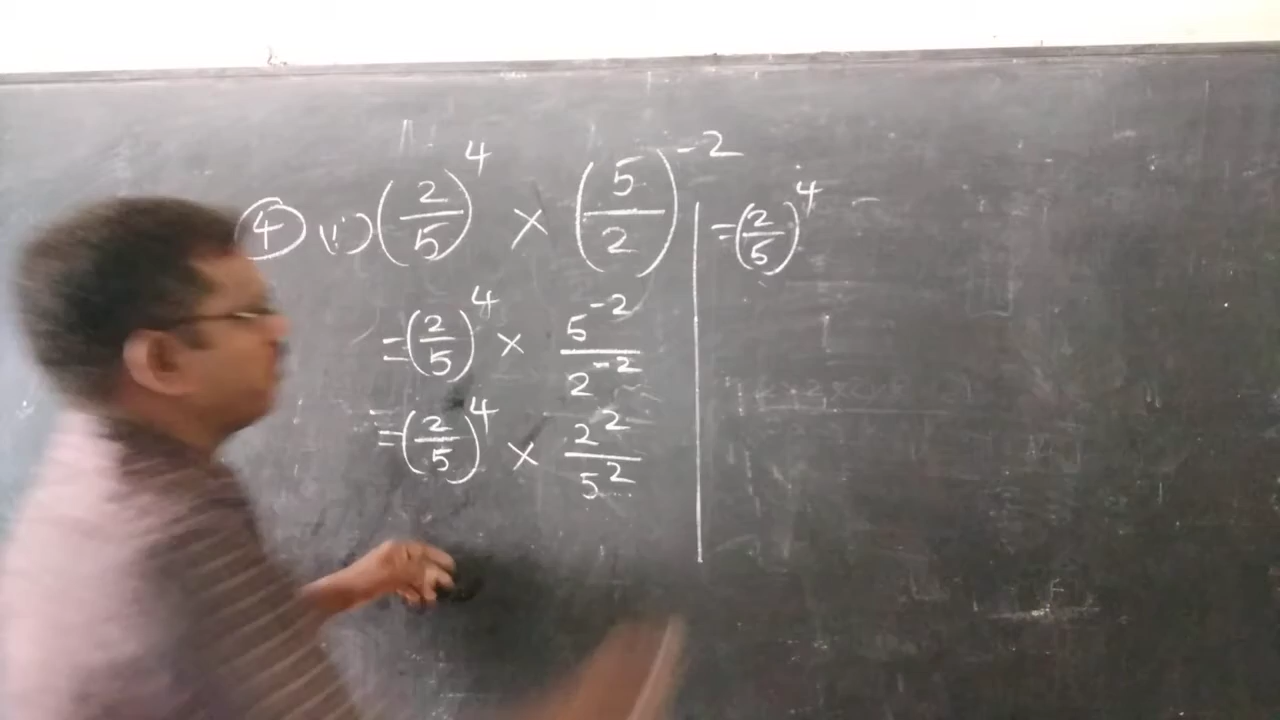 ④ (i) (2/5)^4 × (5/2)^-2
= (2/5)^4 × 5^-2/2^-2
= (2/5)^4 × 2^2/5^2
= (2/5)^4